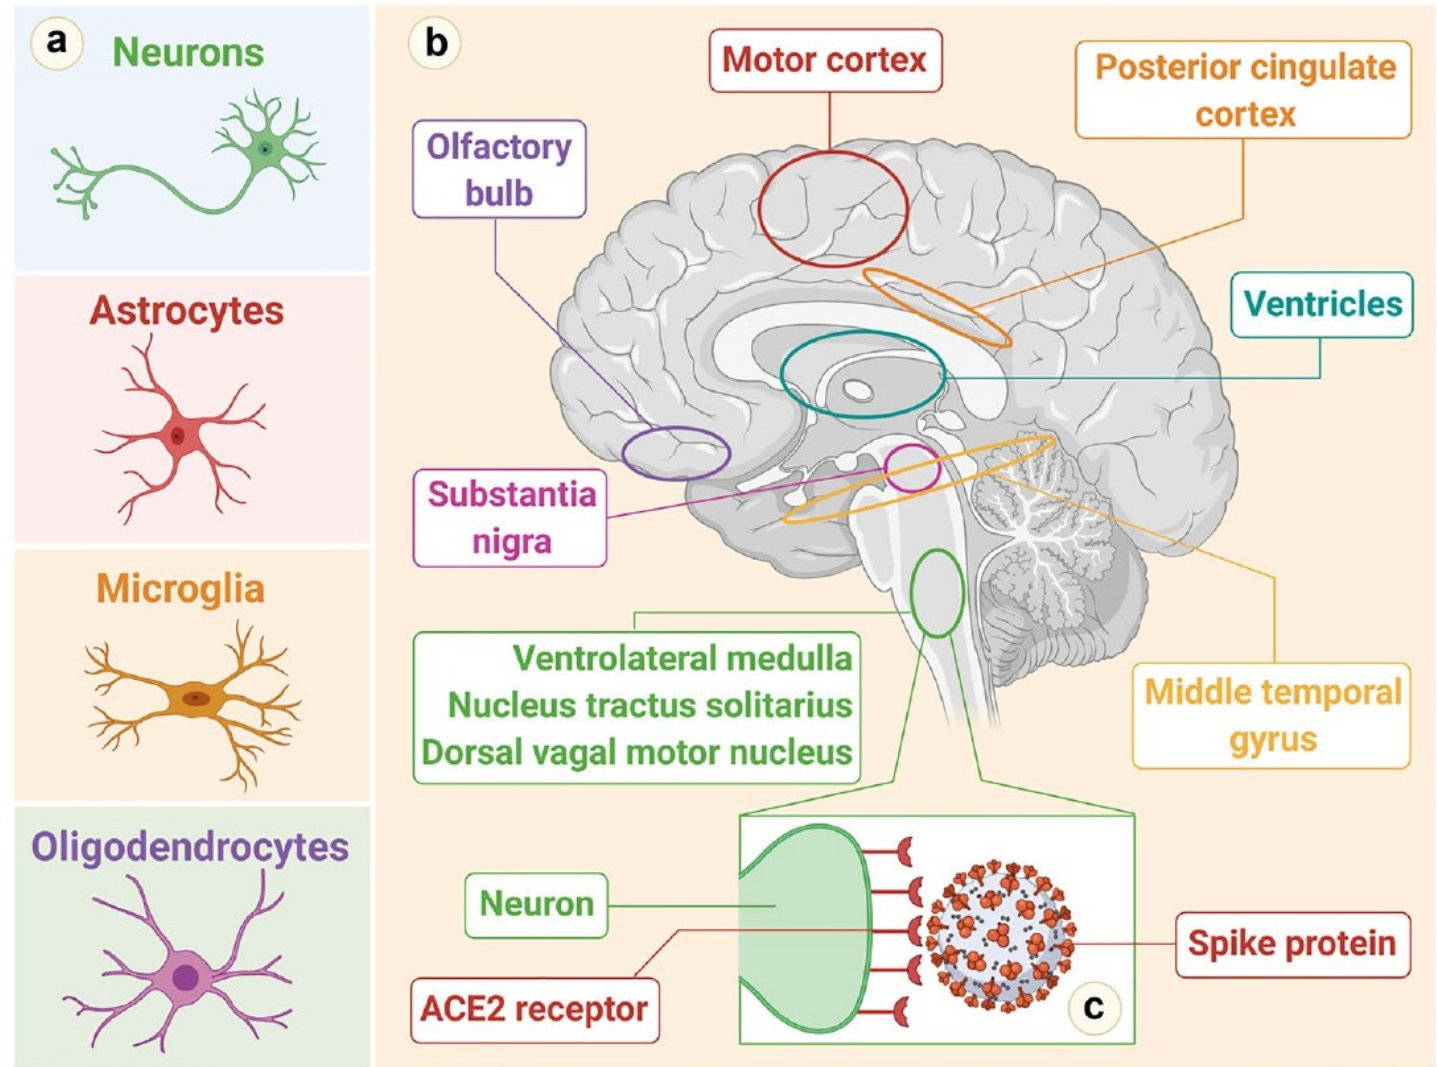 a
Neurons
Astrocytes
Microglia
Oligodendrocytes
b
Motor cortex
Posterior cingulate
cortex
Olfactory
bulb
Ventricles
Substantia
nigra
Ventrolateral medulla
Nucleus tractus solitarius
Dorsal vagal motor nucleus
Middle temporal
gyrus
Neuron
ACE2 receptor
Spike protein
c